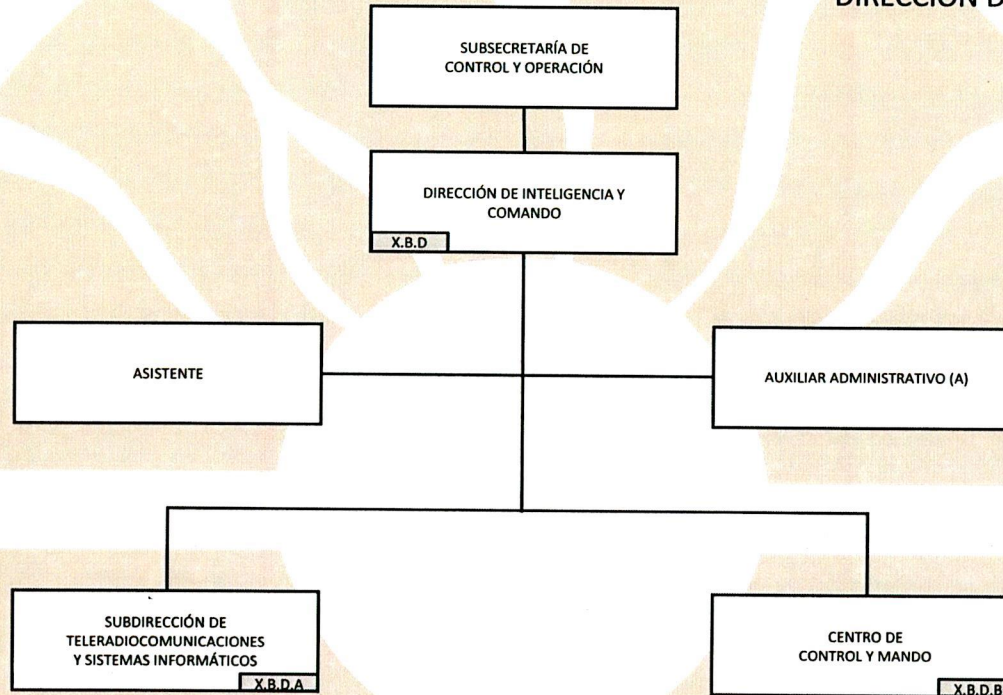 DIRECCIÓN D
SUBSECRETARÍA DE
CONTROL Y OPERACIÓN
DIRECCIÓN DE INTELIGENCIA Y
COMANDO
X.B.D
ASISTENTE
AUXILIAR ADMINISTRATIVO (A)
SUBDIRECCIÓN DE
TELERADIOCOMUNICACIONES
Y SISTEMAS INFORMÁTICOS
X.B.D.A
CENTRO DE
CONTROL Y MANDO
X.B.D.B